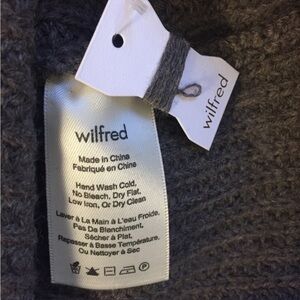 wilfred
wilfred
Made in China
Fabriqué en Chine
Hand Wash Cold,
No Bleach, Dry Flat,
Low Iron, Or Dry Clean
Laver à La Main à L'eau Froide,
Pas De Blanchiment,
Sécher à Plat,
Repasser à Basse Température,
Ou Nettoyer à Sec